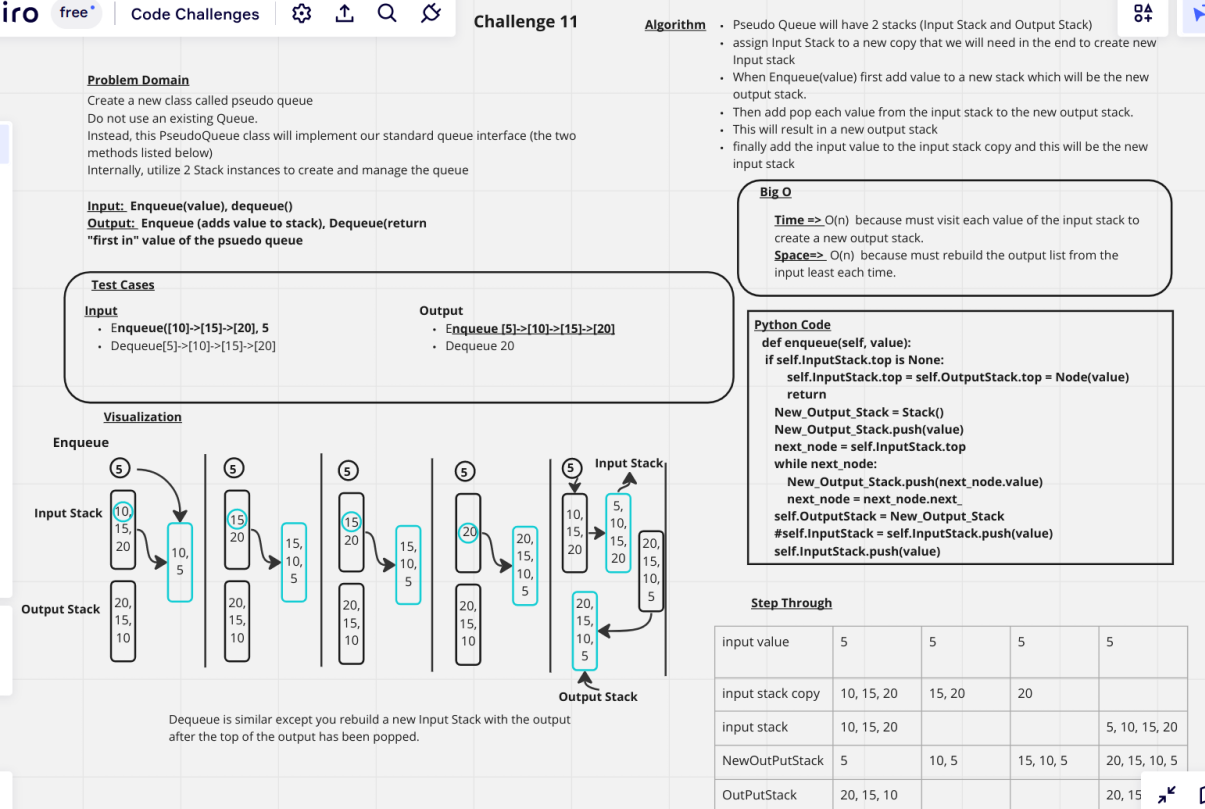 iro free Code Challenges
Challenge 11
Problem Domain
Create a new class called pseudo queue
Do not use an existing Queue.
Instead, this PseudoQueue class will implement our standard queue interface (the two
methods listed below)
Internally, utilize 2 Stack instances to create and manage the queue
Input: Enqueue(value), dequeue()
Output: Enqueue (adds value to stack), Dequeue(return
"first in" value of the psuedo queue
Test Cases
Input
• Enqueue([10]->[15]->[20], 5
• Dequeue[5]->[10]->[15]->[20]
Output
• Enqueue [5]->[10]->[15]->[20]
• Dequeue 20
Visualization
Enqueue
Input Stack
Output Stack
5
10,
15,
20
10,
5
20,
15,
10
5
15
20
15,
10,
5
20,
15,
10
5
15
20
15,
10,
5
20,
15,
10
5
20
20,
15,
10,
5
20,
15,
10
5
Input Stack
10,
15,
20
5,
10,
15,
20
20,
15,
10,
5
20,
15,
10,
5
Output Stack
Dequeue is similar except you rebuild a new Input Stack with the output
after the top of the output has been popped.
Algorithm
• Pseudo Queue will have 2 stacks (Input Stack and Output Stack)
• assign Input Stack to a new copy that we will need in the end to create new
Input stack
• When Enqueue(value) first add value to a new stack which will be the new
output stack.
• Then add pop each value from the input stack to the new output stack.
• This will result in a new output stack
• finally add the input value to the input stack copy and this will be the new
input stack
Big O
Time => O(n) because must visit each value of the input stack to
create a new output stack.
Space=> O(n) because must rebuild the output list from the
input least each time.
Python Code
def enqueue(self, value):
if self.InputStack.top is None:
self.InputStack.top = self.OutputStack.top = Node(value)
return
New_Output_Stack = Stack()
New_Output_Stack.push(value)
next_node = self.InputStack.top
while next_node:
New_Output_Stack.push(next_node.value)
next_node = next_node.next_
self.OutputStack = New_Output_Stack
#self.InputStack = self.InputStack.push(value)
self.InputStack.push(value)
Step Through
input value 5 5 5 5
input stack copy 10, 15, 20 15, 20 20
input stack 10, 15, 20 5, 10, 15, 20
NewOutPutStack 5 10, 5 15, 10, 5 20, 15, 10, 5
OutPutStack 20, 15, 10 20, 15